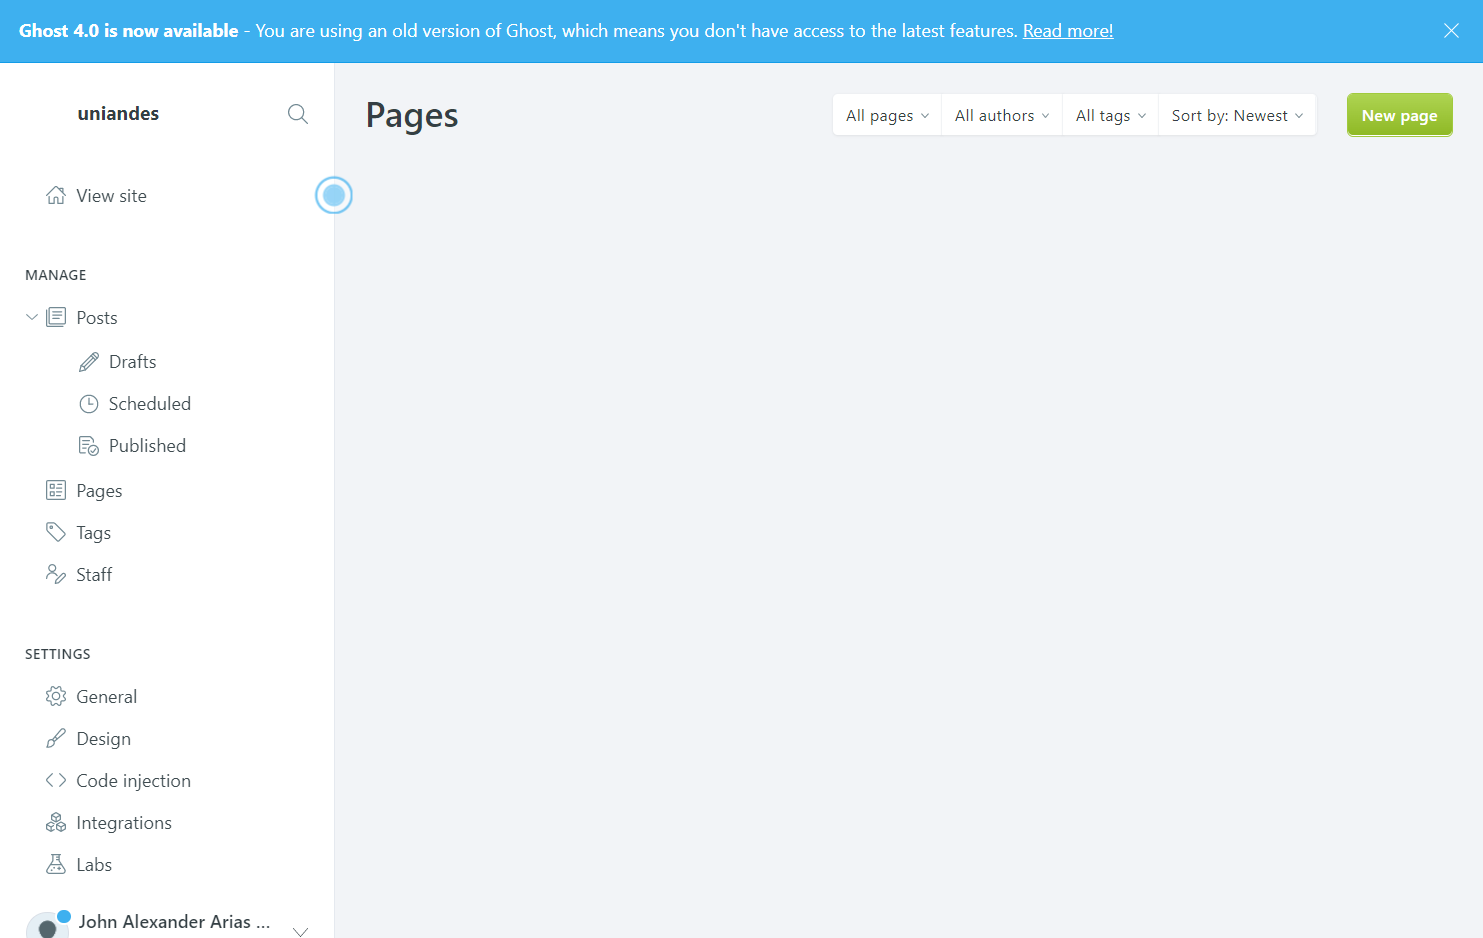 Ghost 4.0 is now available - You are using an old version of Ghost, which means you don't have access to the latest features. Read more!
uniandes
Pages
All pages
All authors
All tags
Sort by: Newest
New page
View site
MANAGE
Posts
Drafts
Scheduled
Published
Pages
Tags
Staff
SETTINGS
General
Design
Code injection
Integrations
Labs
John Alexander Arias ...